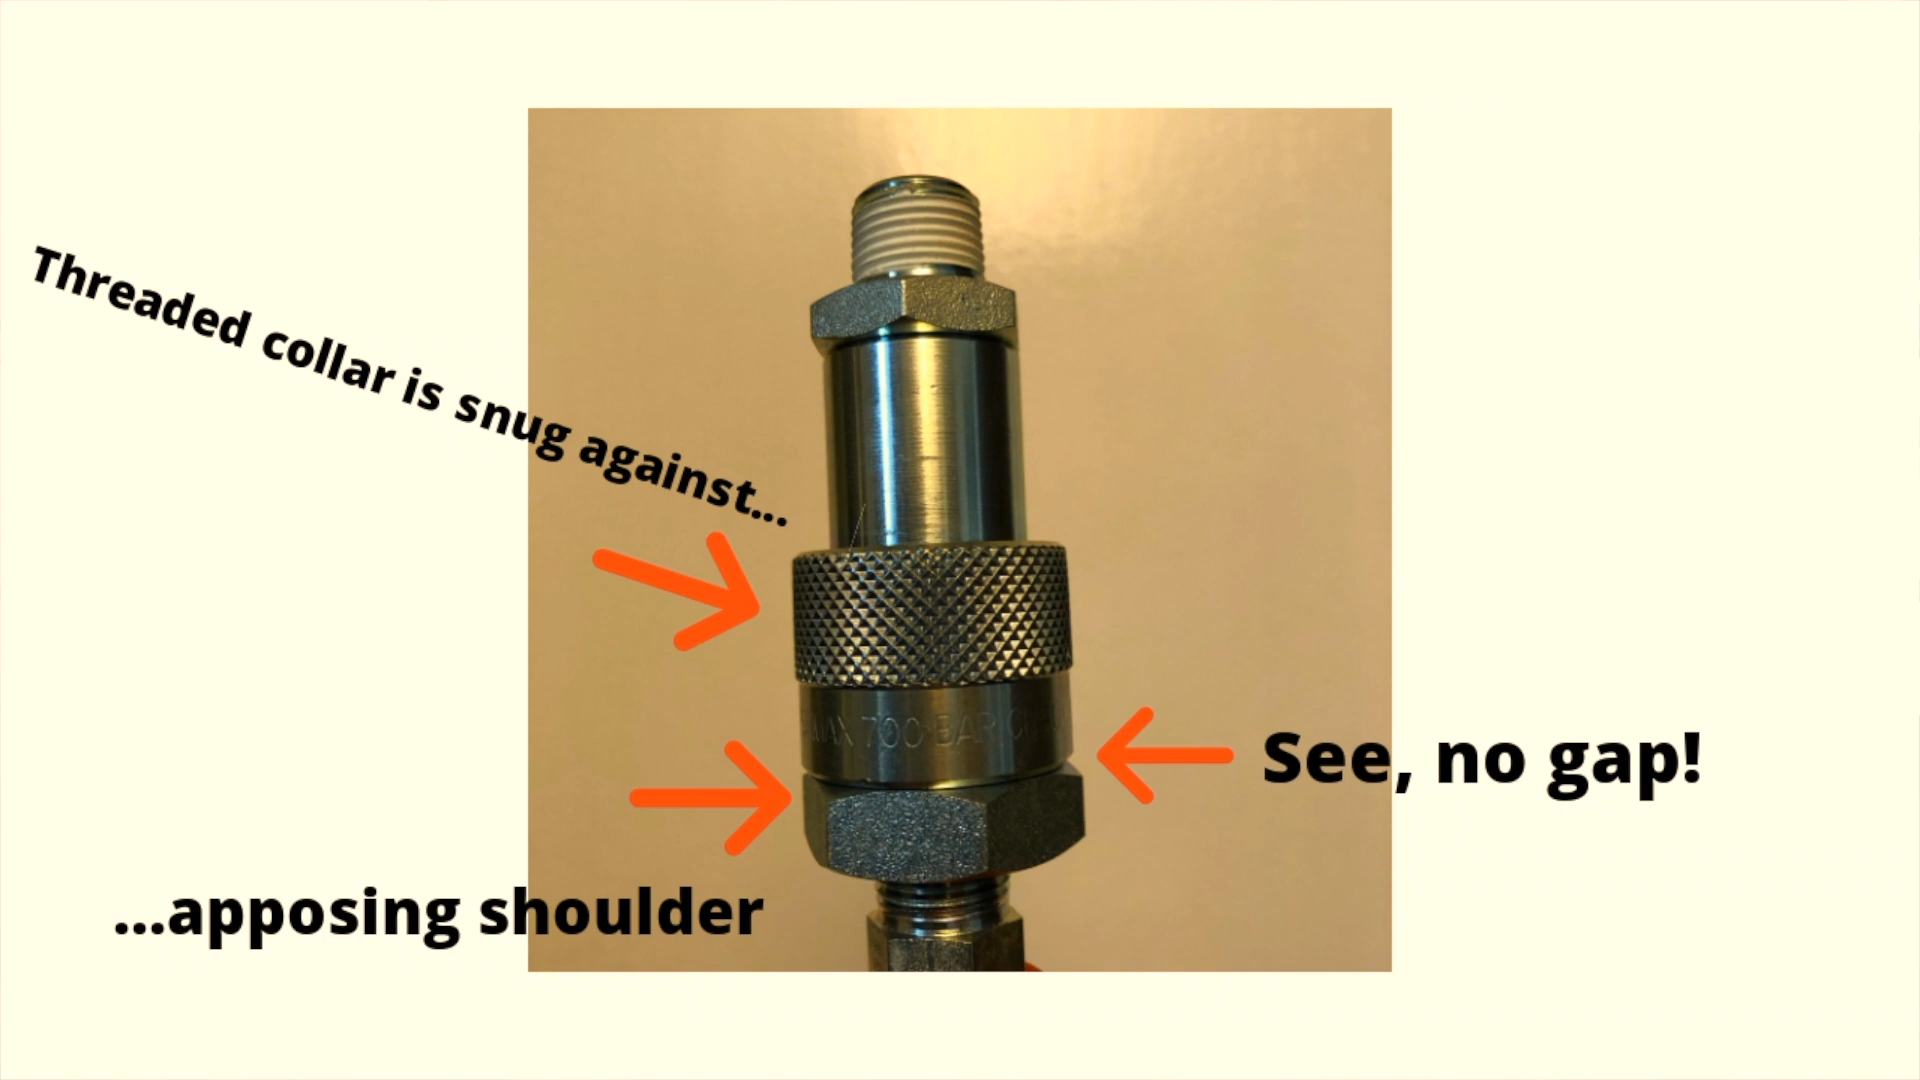 Threaded collar is snug against...
MAX 700 BAR
See, no gap!
...apposing shoulder